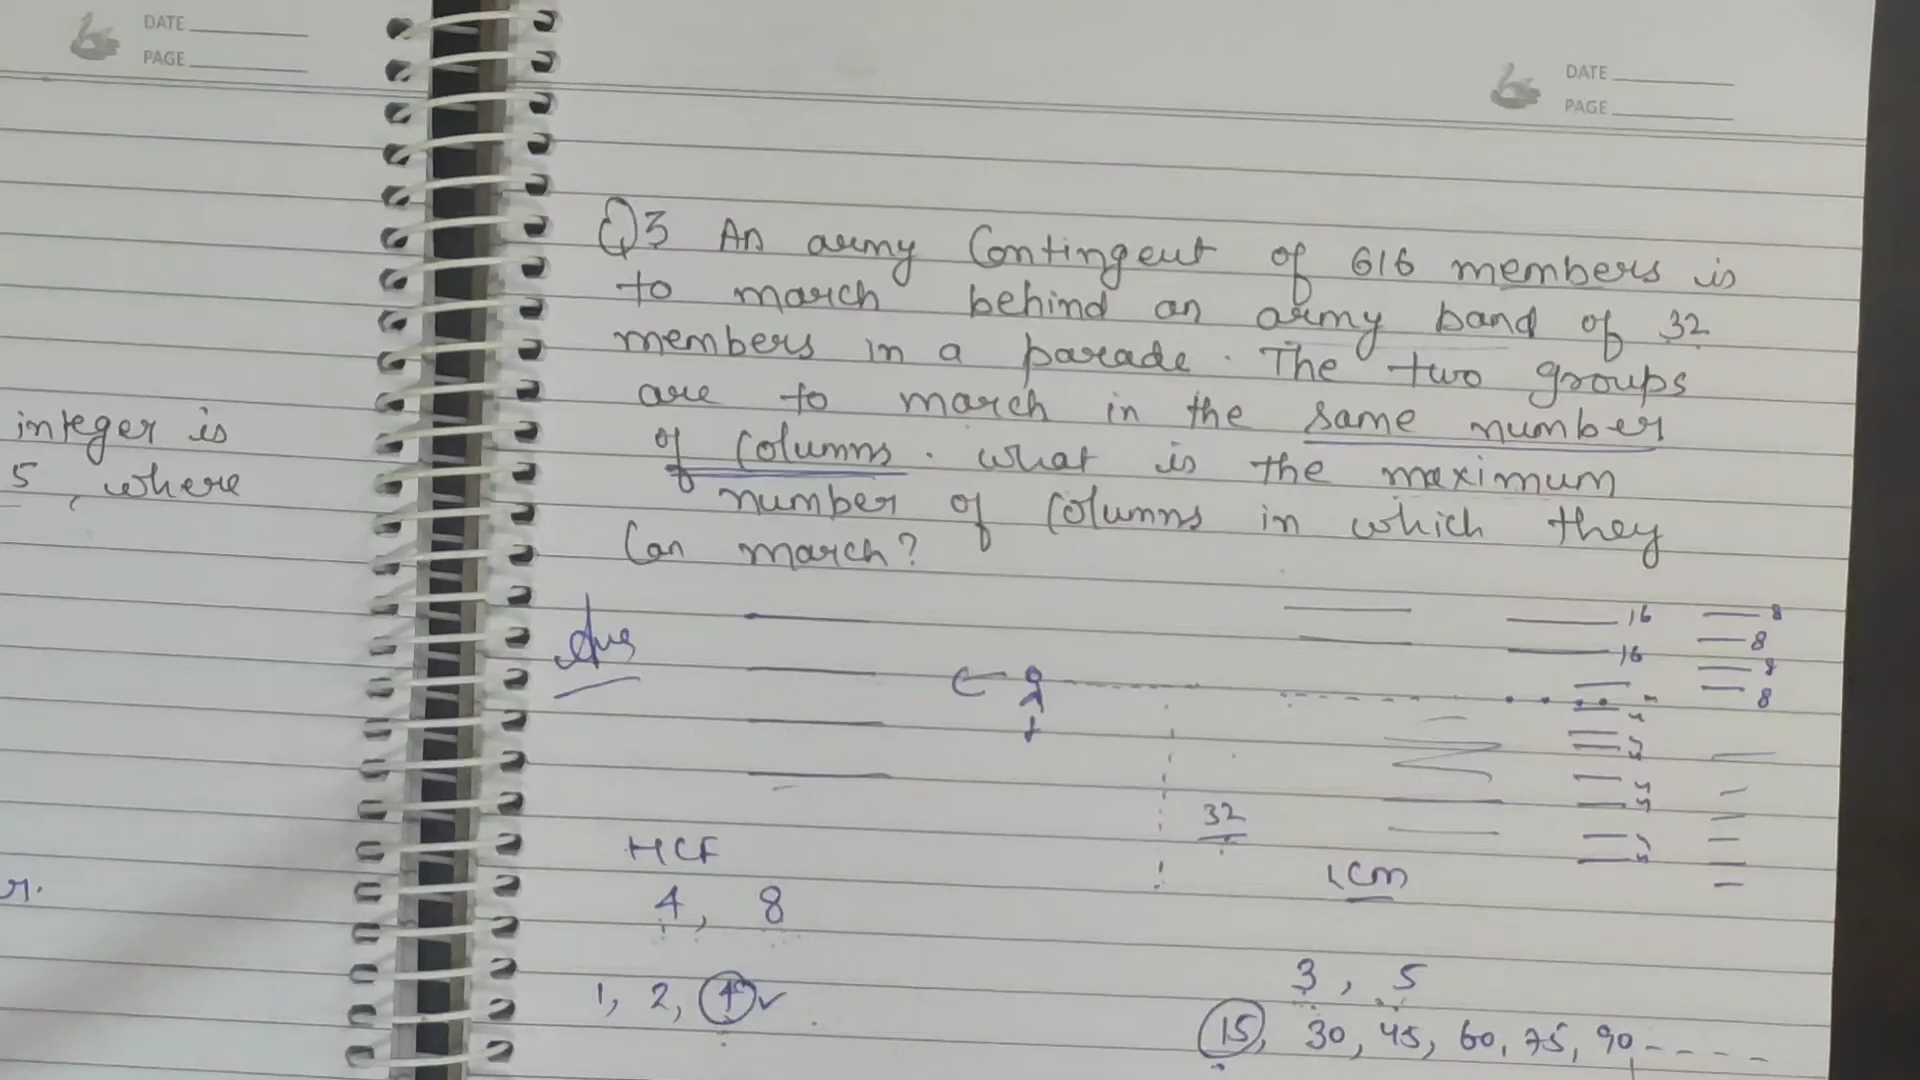 DATE
PAGE
integer is
5, where
r.
DATE
PAGE
Q3 An army Contingent of 616 members is
to march behind an army band of 32
members in a parade. The two groups
are to march in the same number
of Columns. what is the maximum
number of Columns in which they
Can march?
Ans
16
16
8
8
8
8
32
HCF
4, 8
1, 2, 4
LCM
3, 5
15, 30, 45, 60, 75, 90, ----